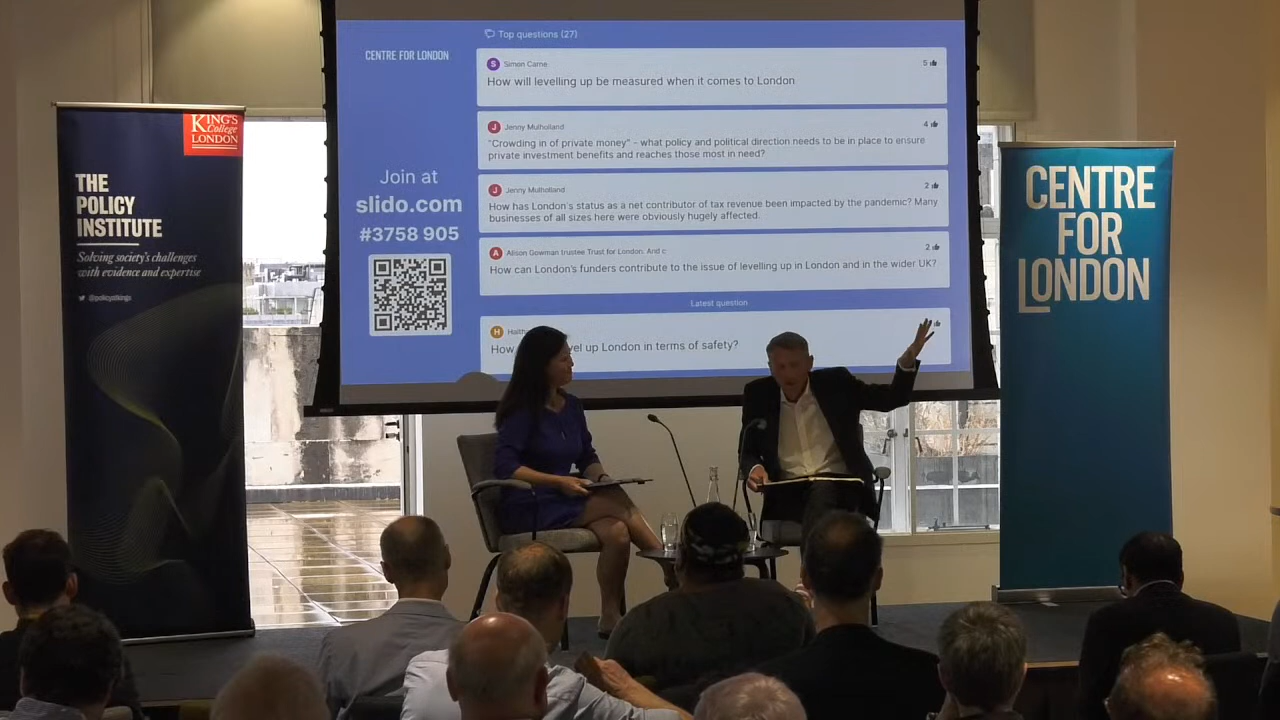 KING'S
College
LONDON
THE
POLICY
INSTITUTE
Solving society's challenges
with evidence and expertise
@policyatkings
CENTRE FOR LONDON
Join at
slido.com
#3758 905
Top questions (27)
S Simon Carne 5
How will levelling up be measured when it comes to London
J Jenny Mulholland 4
"Crowding in of private money" - what policy and political direction needs to be in place to ensure
private investment benefits and reaches those most in need?
J Jenny Mulholland 2
How has London's status as a net contributor of tax revenue been impacted by the pandemic? Many
businesses of all sizes here were obviously hugely affected.
A Alison Gowman trustee Trust for London. And c 2
How can London's funders contribute to the issue of levelling up in London and in the wider UK?
Latest question
H
How vel up London in terms of safety?
CENTRE
FOR
LONDON